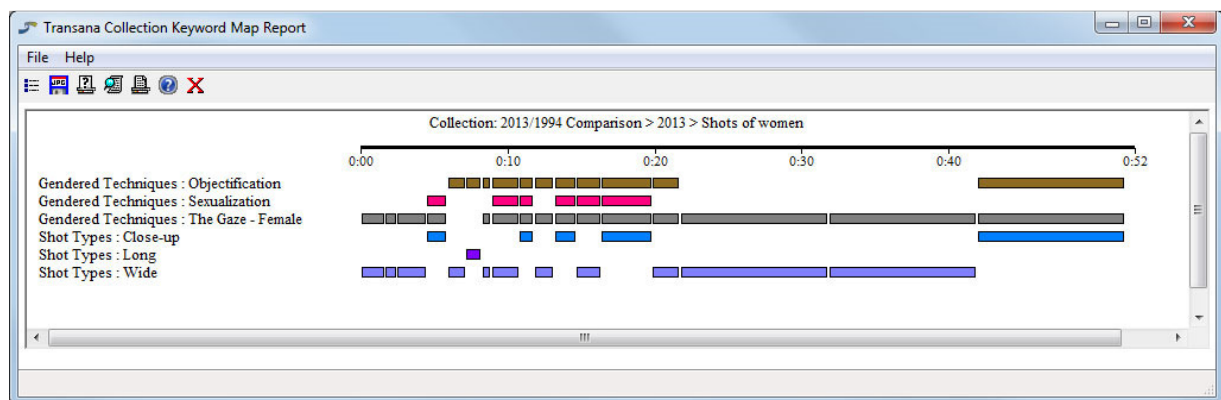 Transana Collection Keyword Map Report
File Help
JPG ? ?
Collection: 2013/1994 Comparison > 2013 > Shots of women
0:00 0:10 0:20 0:30 0:40 0:52
Gendered Techniques : Objectification
Gendered Techniques : Sexualization
Gendered Techniques : The Gaze - Female
Shot Types : Close-up
Shot Types : Long
Shot Types : Wide